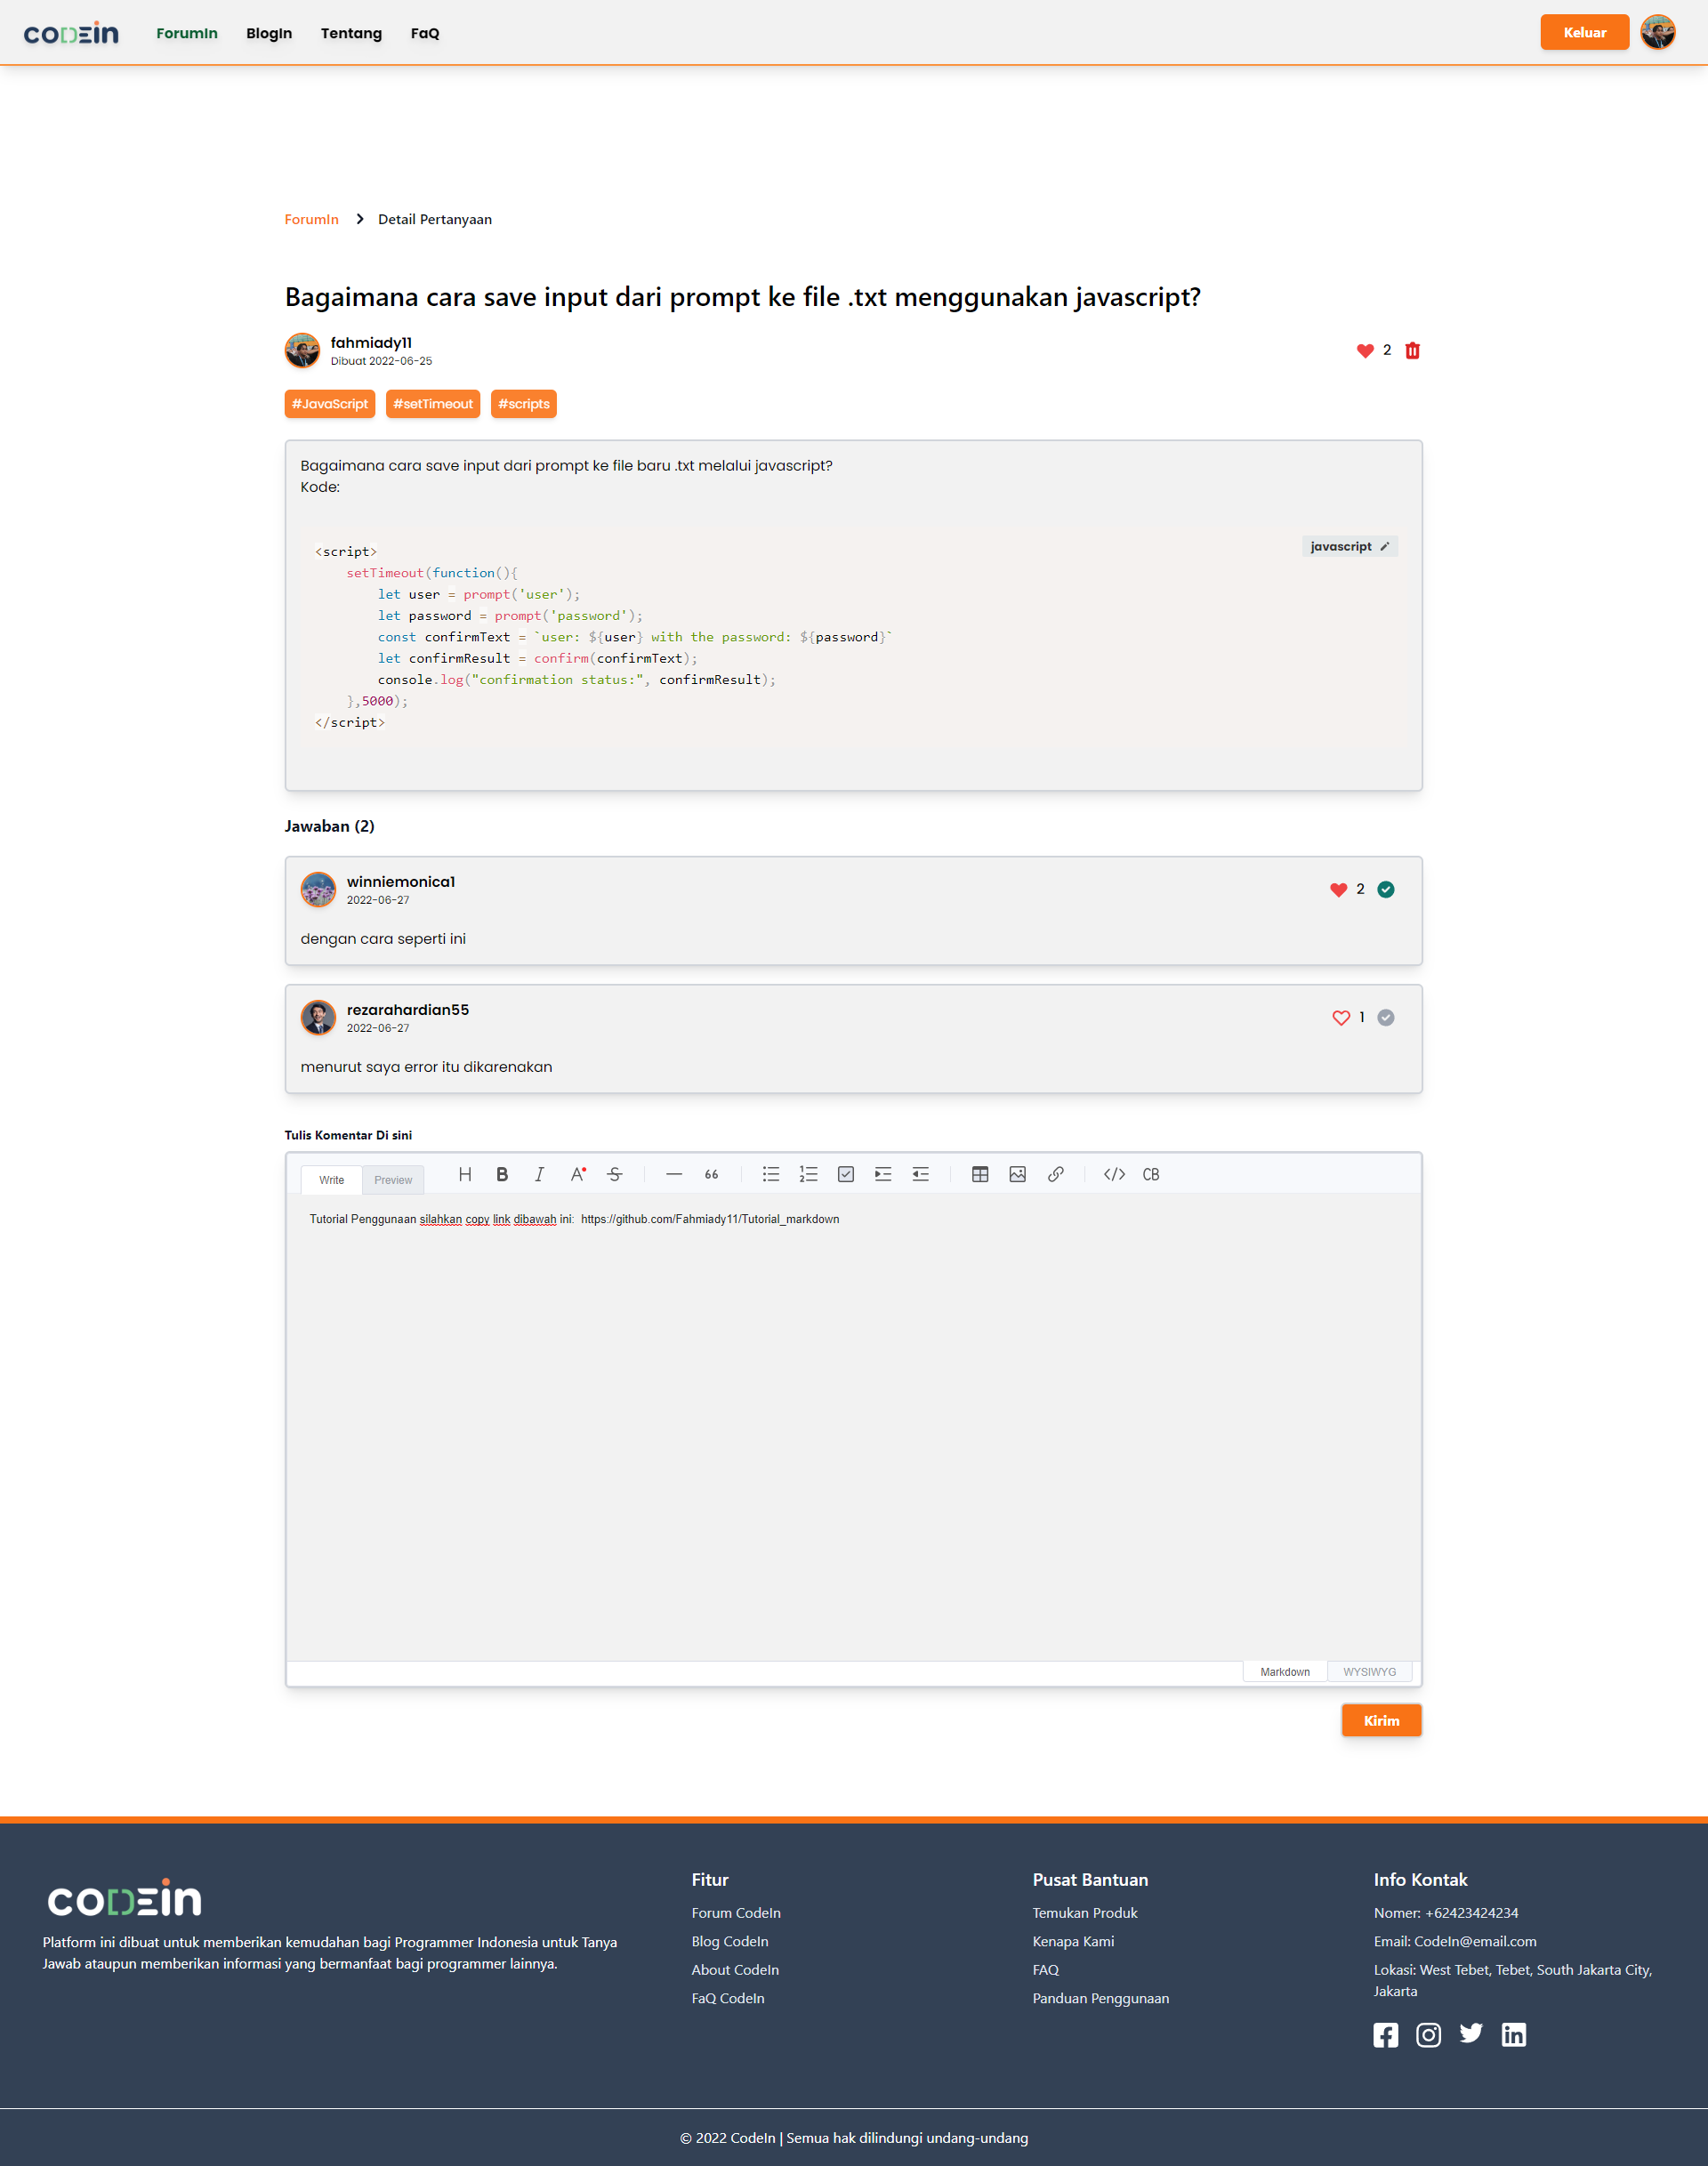 codein ForumIn BlogIn Tentang FaQ Keluar
ForumIn Detail Pertanyaan
Bagaimana cara save input dari prompt ke file .txt menggunakan javascript?
fahmiady11
Dibuat 2022-06-25
2
#JavaScript #setTimeout #scripts
Bagaimana cara save input dari prompt ke file baru .txt melalui javascript?
Kode:
javascript
<script>
    setTimeout(function(){
        let user = prompt('user');
        let password = prompt('password');
        const confirmText = `user: ${user} with the password: ${password}`
        let confirmResult = confirm(confirmText);
        console.log("confirmation status:", confirmResult);
    },5000);
</script>
Jawaban (2)
winniemonica1
2022-06-27
2
dengan cara seperti ini
rezarahardian55
2022-06-27
1
menurut saya error itu dikarenakan
Tulis Komentar Di sini
Write Preview H B I A S 66 </> CB
Tutorial Penggunaan silahkan copy link dibawah ini:  https://github.com/Fahmiady11/Tutorial_markdown
Markdown WYSIWYG
Kirim
codein
Platform ini dibuat untuk memberikan kemudahan bagi Programmer Indonesia untuk Tanya
Jawab ataupun memberikan informasi yang bermanfaat bagi programmer lainnya.
Fitur
Forum CodeIn
Blog CodeIn
About CodeIn
FaQ CodeIn
Pusat Bantuan
Temukan Produk
Kenapa Kami
FAQ
Panduan Penggunaan
Info Kontak
Nomer: +62423424234
Email: CodeIn@email.com
Lokasi: West Tebet, Tebet, South Jakarta City,
Jakarta
© 2022 CodeIn | Semua hak dilindungi undang-undang